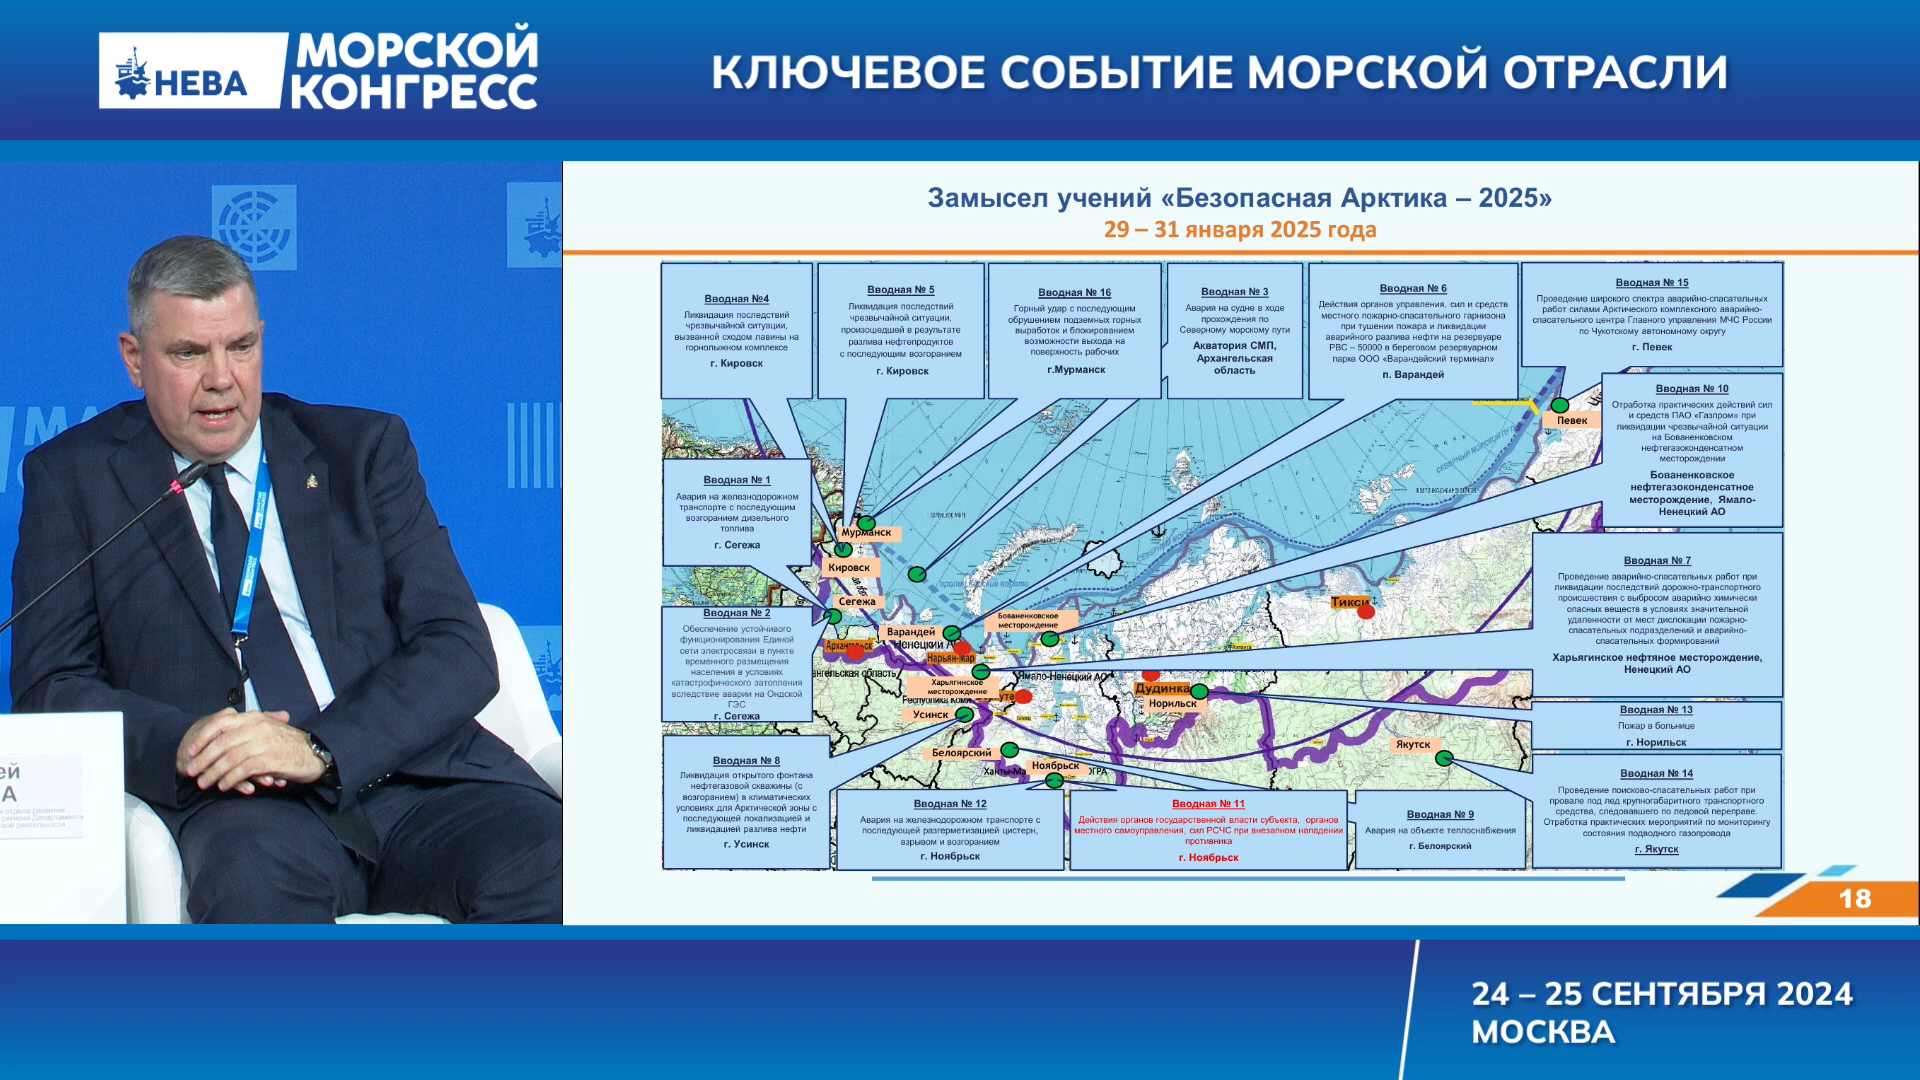 НЕВА
МОРСКОЙ
КОНГРЕСС
КЛЮЧЕВОЕ СОБЫТИЕ МОРСКОЙ ОТРАСЛИ
Замысел учений «Безопасная Арктика – 2025»
29 – 31 января 2025 года
Вводная №4
Ликвидация последствий
чрезвычайной ситуации,
вызванной сходом лавины на
горнолыжном комплексе
г. Кировск
Вводная № 5
Ликвидация последствий
чрезвычайной ситуации,
произошедшей в результате
разлива нефтепродуктов
с последующим возгоранием
г. Кировск
Вводная № 16
Горный удар с последующим
обрушением подземных горных
выработок и блокированием
возможности выхода на
поверхность рабочих
г.Мурманск
Вводная № 3
Авария на судне в ходе
прохождения по
Северному морскому пути
Акватория СМП,
Архангельская
область
Вводная № 6
Действия органов управления, сил и средств
местного пожарно-спасательного гарнизона
при тушении пожара и ликвидации
аварийного разлива нефти на резервуаре
РВС – 50000 в береговом резервуарном
парке ООО «Варандейский терминал»
п. Варандей
Вводная № 15
Проведение широкого спектра аварийно-спасательных
работ силами Арктического комплексного аварийно-
спасательного центра Главного управления МЧС России
по Чукотскому автономному округу
г. Певек
Вводная № 10
Отработка практических действий сил
и средств ПАО «Газпром» при
ликвидации чрезвычайной ситуации
на Бованенковском
нефтегазоконденсатном
месторождении
Бованенковское
нефтегазоконденсатное
месторождение, Ямало-
Ненецкий АО
Вводная № 1
Авария на железнодорожном
транспорте с последующим
возгоранием дизельного
топлива
г. Сегежа
Вводная № 2
Обеспечение устойчивого
функционирования Единой
сети электросвязи в пункте
временного размещения
населения в условиях
катастрофического затопления
вследствие аварии на Ондской
ГЭС
г. Сегежа
Вводная № 7
Проведение аварийно-спасательных работ при
ликвидации последствий дорожно-транспортного
происшествия с выбросом аварийно химически
опасных веществ в условиях значительной
удаленности от мест дислокации пожарно-
спасательных подразделений и аварийно-
спасательных формирований
Харьягинское нефтяное месторождение,
Ненецкий АО
Вводная № 13
Пожар в больнице
г. Норильск
Вводная № 8
Ликвидация открытого фонтана
нефтегазовой скважины (с
возгоранием) в климатических
условиях для Арктической зоны с
последующей локализацией и
ликвидацией разлива нефти
г. Усинск
Вводная № 12
Авария на железнодорожном транспорте с
последующей разгерметизацией цистерн,
взрывом и возгоранием
г. Ноябрьск
Вводная № 11
Действия органов государственной власти субъекта, органов
местного самоуправления, сил РСЧС при внезапном нападении
противника
г. Ноябрьск
Вводная № 9
Авария на объекте теплоснабжения
г. Белоярский
Вводная № 14
Проведение поисково-спасательных работ при
провале под лед крупногабаритного транспортного
средства, следовавшего по ледовой переправе.
Отработка практических мероприятий по мониторингу
состояния подводного газопровода
г. Якутск
Певек
Мурманск
Кировск
Сегежа
Варандей
Бованенковское
месторождение
Тикси
Архангельск
Ненецкий А
Нарьян-Мар
Харьягинское
месторождение
Ямало-Ненецкий АО
Дудинка
Норильск
Усинск
Белоярский
Ноябрьск
Якутск
18
24 – 25 СЕНТЯБРЯ 2024
МОСКВА